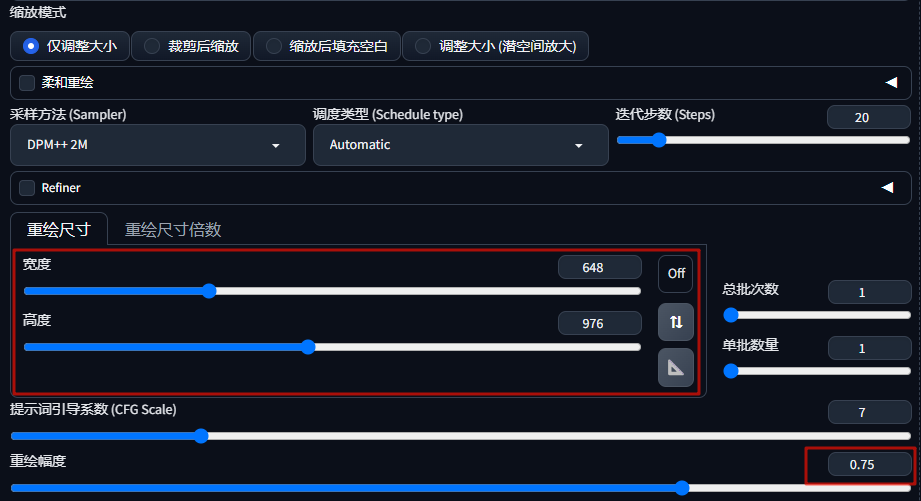 缩放模式
仅调整大小 裁剪后缩放 缩放后填充空白 调整大小 (潜空间放大)
柔和重绘
采样方法 (Sampler) 调度类型 (Schedule type) 迭代步数 (Steps) 20
DPM++ 2M Automatic
Refiner
重绘尺寸 重绘尺寸倍数
宽度 648 Off
总批次数 1
高度 976
单批数量 1
提示词引导系数 (CFG Scale) 7
重绘幅度 0.75